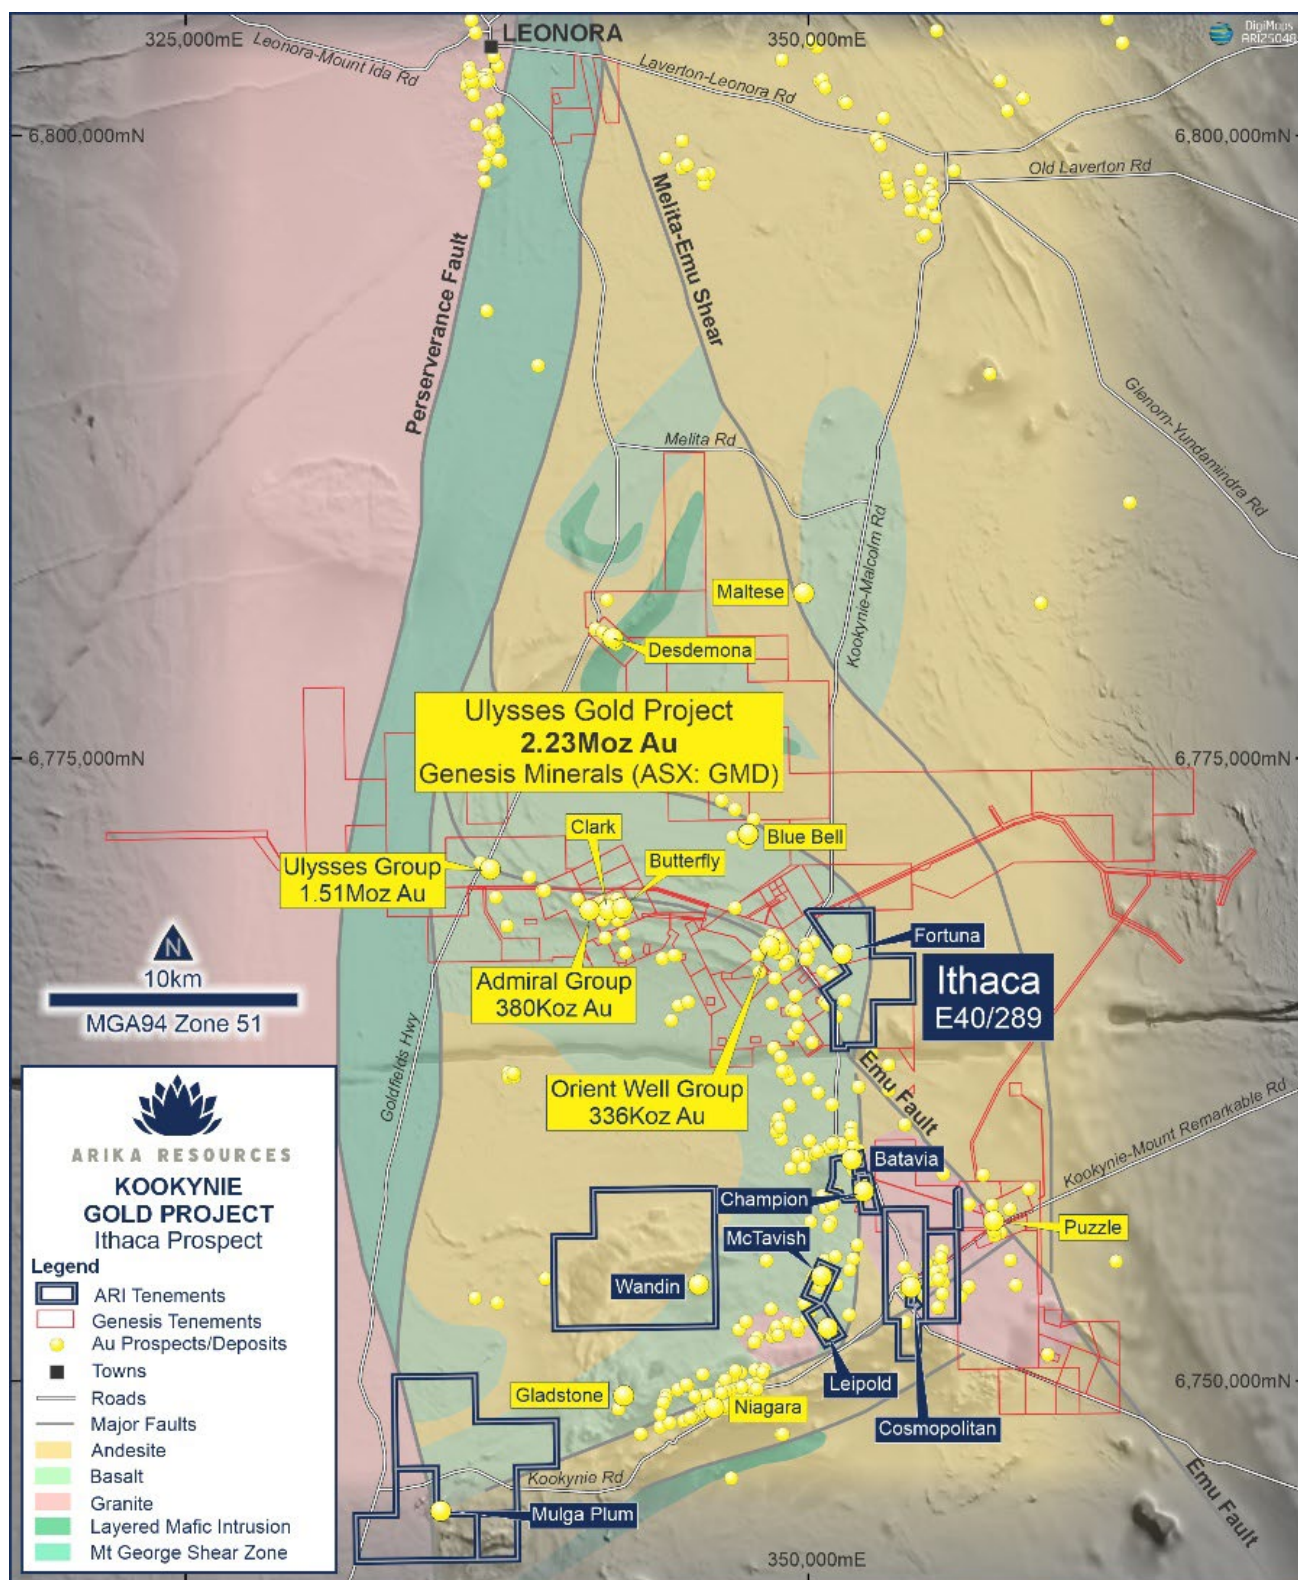 LEONORA
325,000mE
350,000mE
DigiMaps
ARI25048
Leonora-Mount Ida Rd
Laverton-Leonora Rd
6,800,000mN
6,800,000mN
Old Laverton Rd
Melita-Emu Shear
Perserverance Fault
Glenorn-Yundamindra Rd
Melita Rd
Kookynie-Malcolm Rd
Maltese
Desdemona
Ulysses Gold Project
2.23Moz Au
Genesis Minerals (ASX: GMD)
6,775,000mN
6,775,000mN
Clark
Blue Bell
Butterfly
Ulysses Group
1.51Moz Au
Fortuna
N
10km
MGA94 Zone 51
Admiral Group
380Koz Au
Ithaca
E40/289
Goldfields Hwy
Orient Well Group
336Koz Au
Emu Fault
Kookynie-Mount Remarkable Rd
Batavia
Champion
McTavish
Puzzle
Wandin
Leipold
Gladstone
Niagara
6,750,000mN
Cosmopolitan
Kookynie Rd
Emu Fault
Mulga Plum
350,000mE
ARIKA RESOURCES
KOOKYNIE
GOLD PROJECT
Ithaca Prospect
Legend
ARI Tenements
Genesis Tenements
Au Prospects/Deposits
Towns
Roads
Major Faults
Andesite
Basalt
Granite
Layered Mafic Intrusion
Mt George Shear Zone